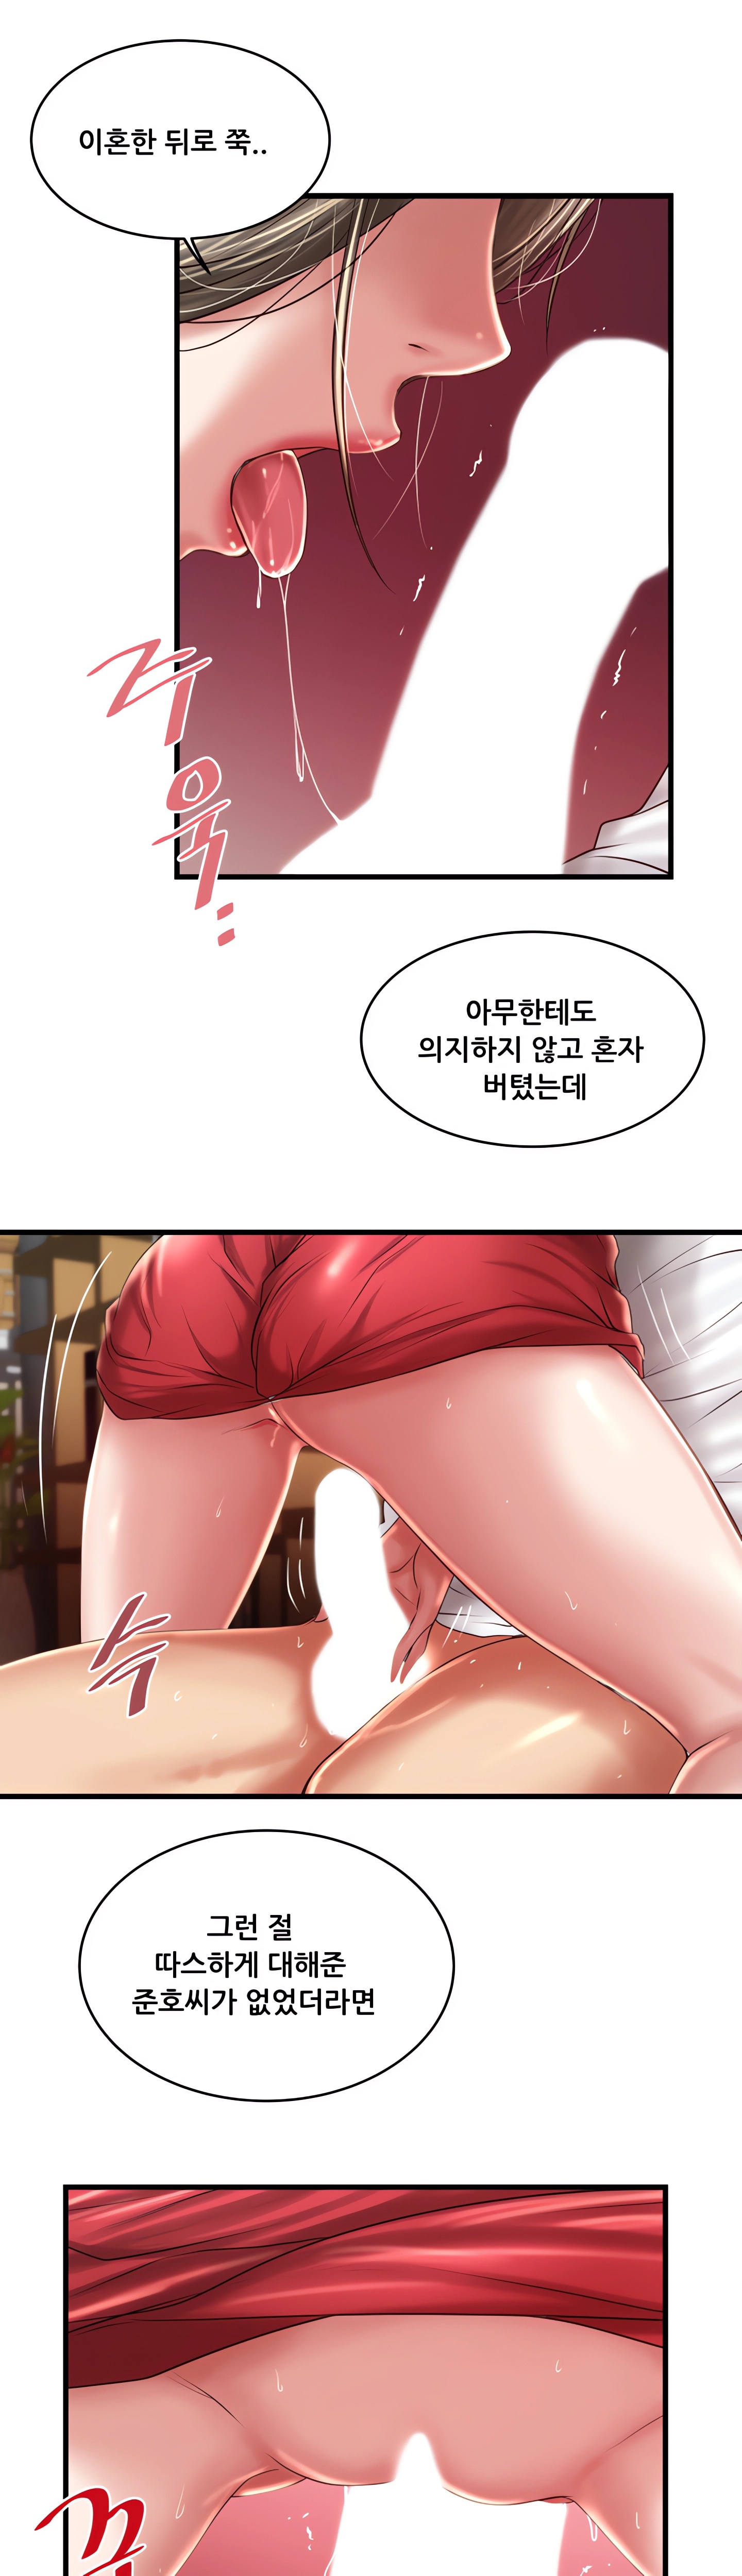 이혼한 뒤로 쭉..
주
욱
:
아무한테도
의지하지 않고 혼자
버텼는데
스
윽
그런 절
따스하게 대해준
준호씨가 없었더라면